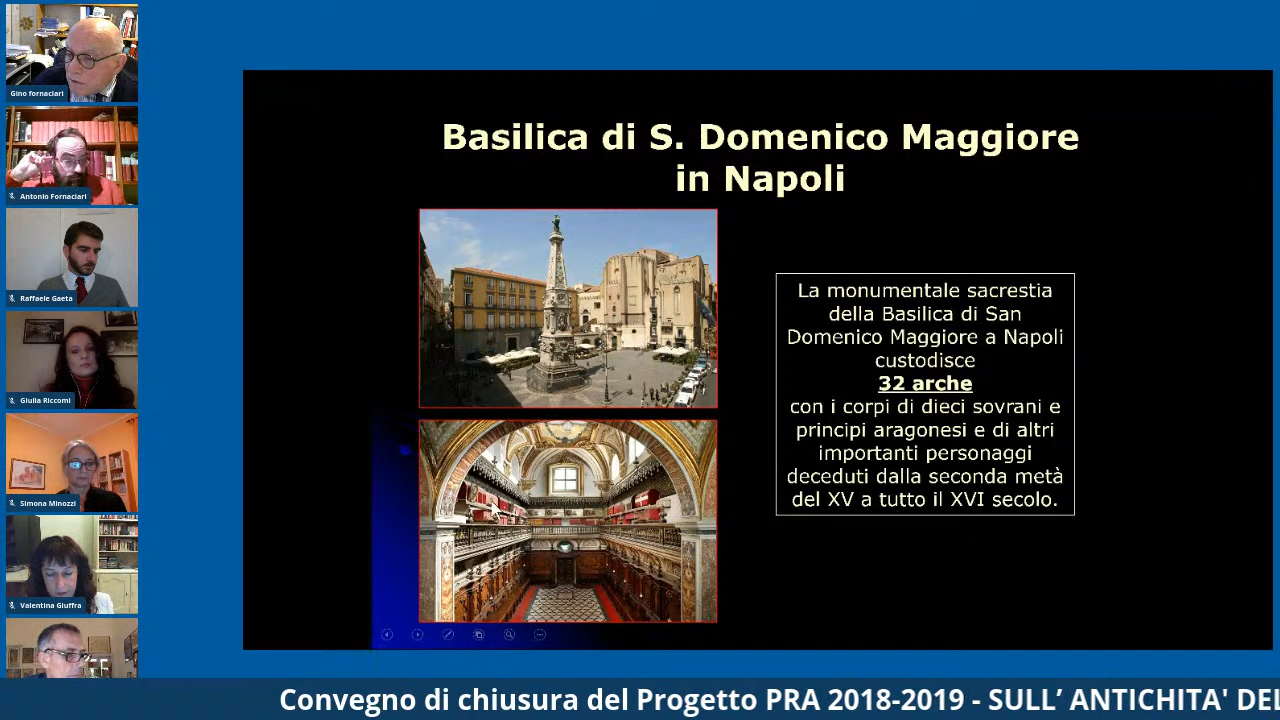 Gino fornaciari
Antonio Fornaciari
Raffaele Gaeta
Giulia Riccomi
Simona Minozzi
Valentina Giuffra
Basilica di S. Domenico Maggiore
in Napoli
La monumentale sacrestia
della Basilica di San
Domenico Maggiore a Napoli
custodisce
32 arche
con i corpi di dieci sovrani e
principi aragonesi e di altri
importanti personaggi
deceduti dalla seconda metà
del XV a tutto il XVI secolo.
Convegno di chiusura del Progetto PRA 2018-2019 - SULL’ ANTICHITA' DEL